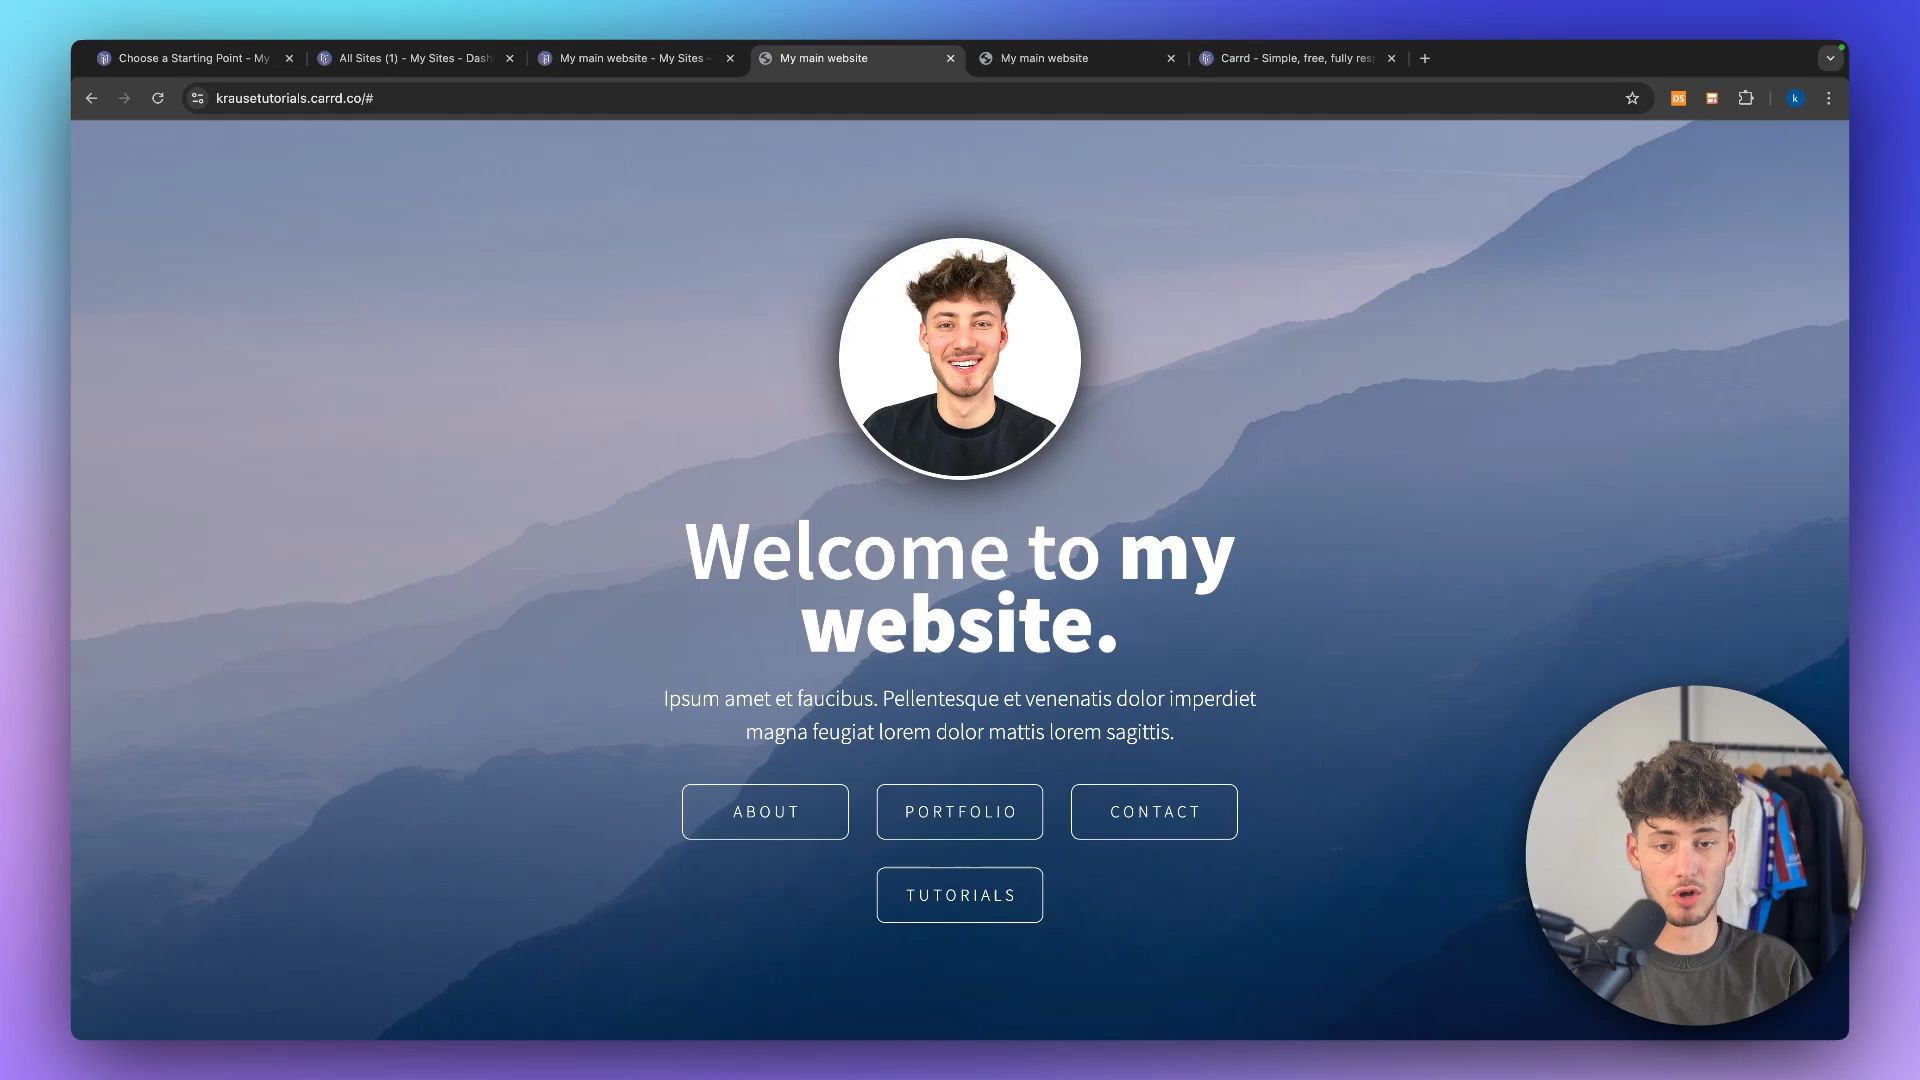 Choose a Starting Point - My
All Sites (1) - My Sites - Dash
My main website - My Sites -
My main website
My main website
Carrd - Simple, free, fully resp
krausetutorials.carrd.co/#
DS
k
Welcome to my
website.
Ipsum amet et faucibus. Pellentesque et venenatis dolor imperdiet
magna feugiat lorem dolor mattis lorem sagittis.
ABOUT
PORTFOLIO
CONTACT
TUTORIALS